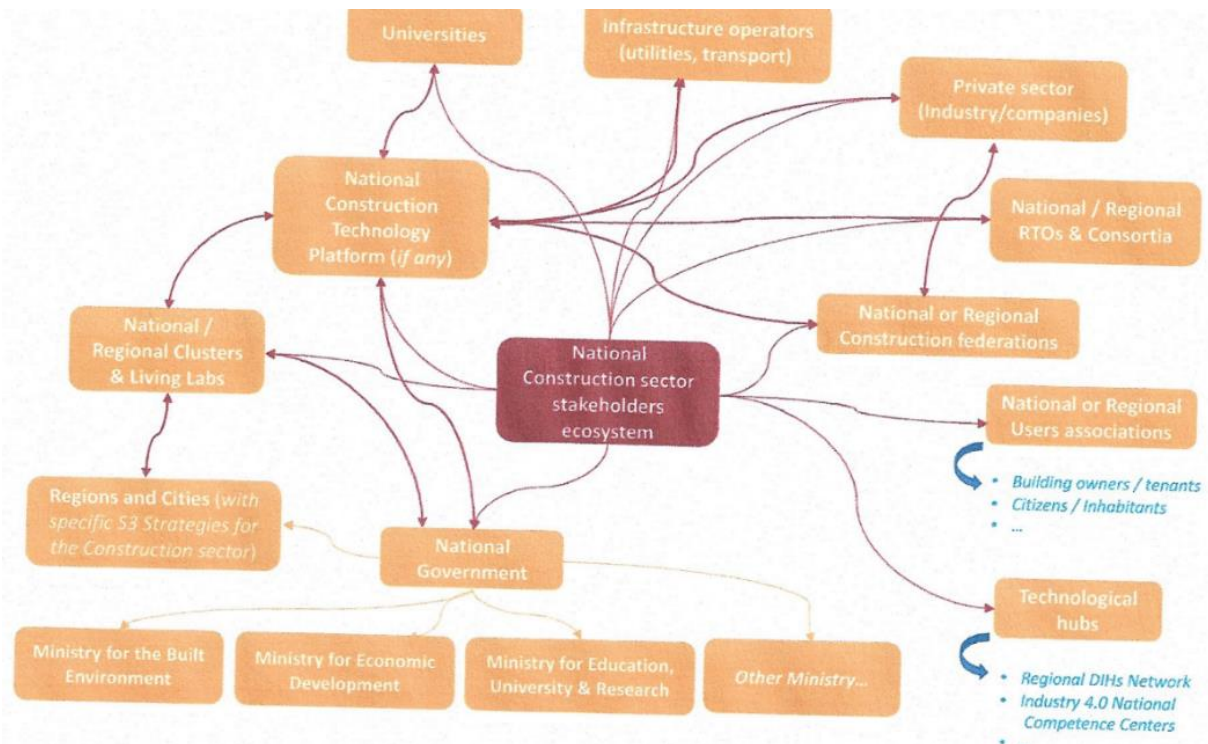 Universities
infrastructure operators
(utilities, transport)
Private sector
(Industry/companies)
National
Construction
Technology
Platform (if any)
National / Regional
RTOs & Consortia
National /
Regional Clusters
& Living Labs
National or Regional
Construction federations
National
Construction sector
stakeholders
ecosystem
National or Regional
Users associations
• Building owners / tenants
• Citizens / Inhabitants
• ...
Regions and Cities (with
specific S3 Strategies for
the Construction sector)
National
Government
Technological
hubs
Ministry for the Built
Environment
Ministry for Economic
Development
Ministry for Education,
University & Research
Other Ministry...
• Regional DIHs Network
• Industry 4.0 National
Competence Centers